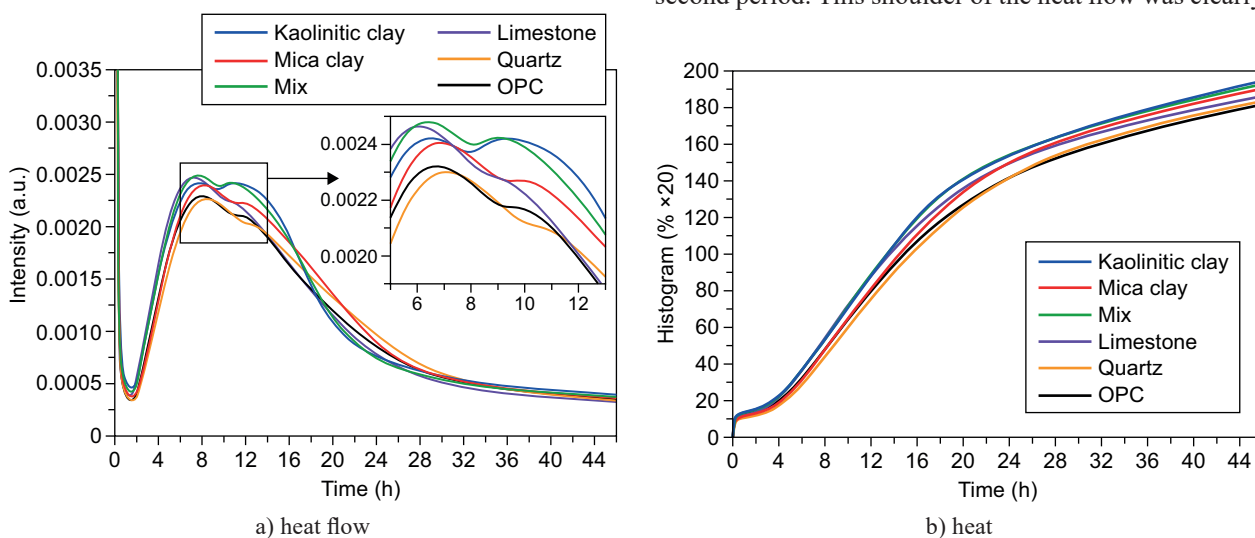 second period. This shoulder of the heat flow was clearly
Kaolinitic clay
Mica clay
Mix
Limestone
Quartz
OPC
0.0035
0.0030
0.0025
0.0020
0.0015
0.0010
0.0005
0
Intensity (a.u.)
0 4 8 12 16 20 24 28 32 36 40 44
Time (h)
0.0024
0.0022
0.0020
6 8 10 12
a) heat flow
200
180
160
140
120
100
80
60
40
20
0
Histogram (% ×20)
Kaolinitic clay
Mica clay
Mix
Limestone
Quartz
OPC
0 4 8 12 16 20 24 28 32 36 40 44
Time (h)
b) heat